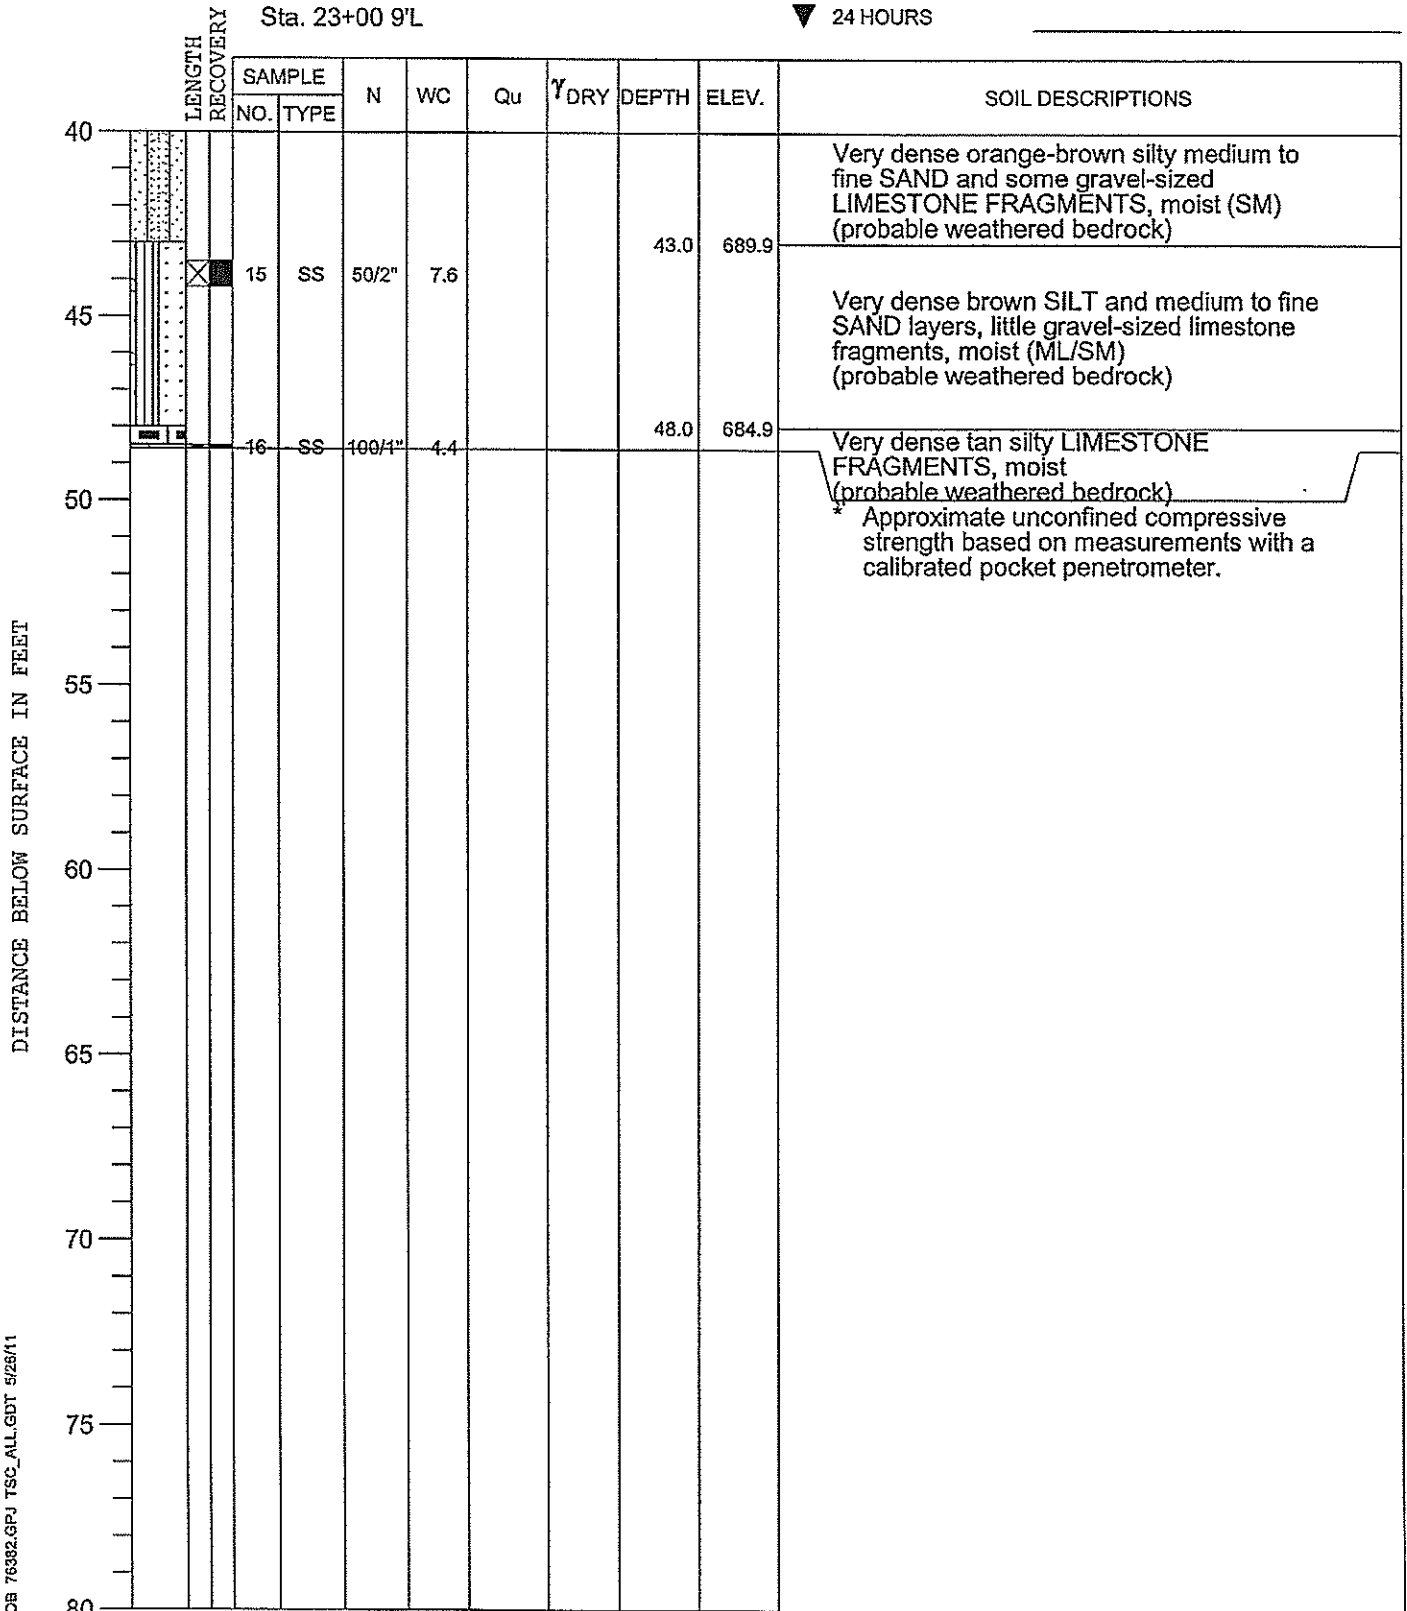 Sta. 23+00 9'L
▼ 24 HOURS
LENGTH
RECOVERY
SAMPLE
NO. TYPE
N
WC
Qu
γDRY
DEPTH
ELEV.
SOIL DESCRIPTIONS
40
Very dense orange-brown silty medium to
fine SAND and some gravel-sized
LIMESTONE FRAGMENTS, moist (SM)
(probable weathered bedrock)
43.0 689.9
15 SS 50/2" 7.6
45
Very dense brown SILT and medium to fine
SAND layers, little gravel-sized limestone
fragments, moist (ML/SM)
(probable weathered bedrock)
48.0 684.9
16 SS 100/1" 4.4
Very dense tan silty LIMESTONE
FRAGMENTS, moist
(probable weathered bedrock)
50
* Approximate unconfined compressive
strength based on measurements with a
calibrated pocket penetrometer.
55
60
65
70
75
80
DISTANCE BELOW SURFACE IN FEET
76382.GPJ TSC_ALL.GDT 5/26/11